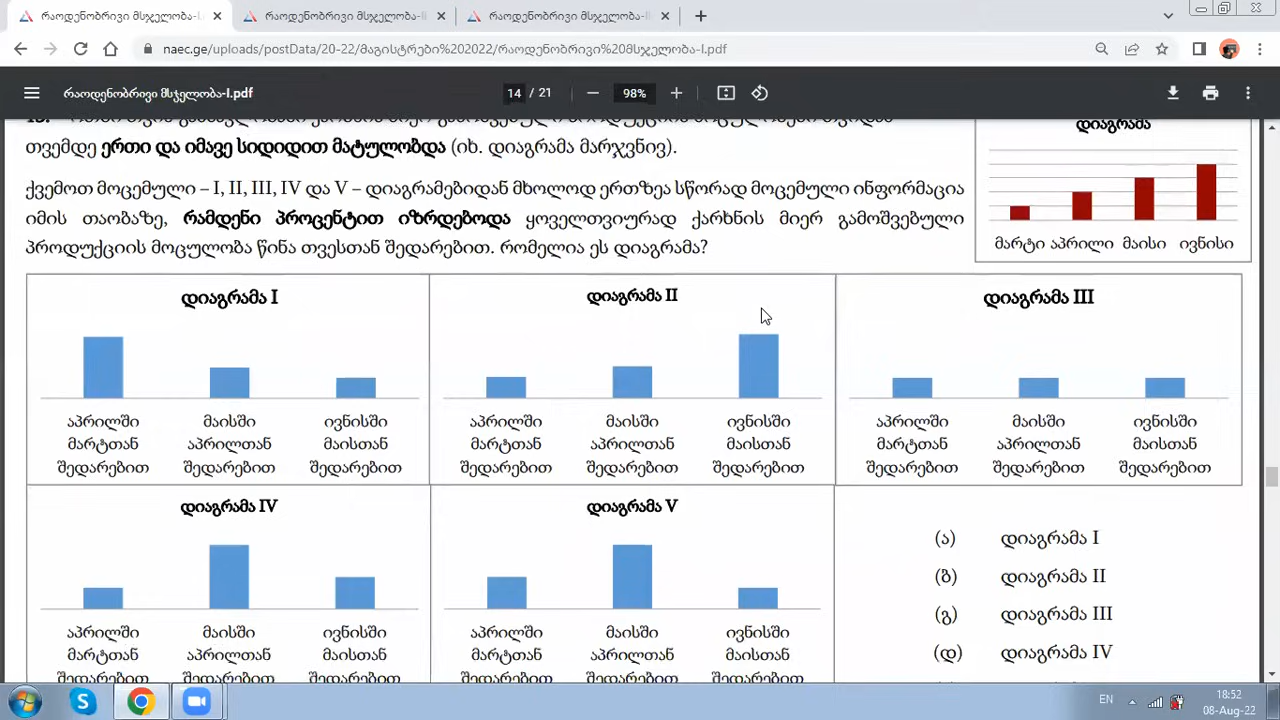 რაოდენობრივი მსჯელობა-I.
რაოდენობრივი მსჯელობა-II
რაოდენობრივი მსჯელობა-II
naec.ge/uploads/postData/20-22/მაგისტრები%202022/რაოდენობრივი%20მსჯელობა-I.pdf
რაოდენობრივი მსჯელობა-I.pdf
14 / 21
98%
თვემდე ერთი და იმავე სიდიდით მატულობდა (იხ. დიაგრამა მარჯვნივ).
დიაგრამა
მარტი აპრილი მაისი ივნისი
ქვემოთ მოცემული – I, II, III, IV და V – დიაგრამებიდან მხოლოდ ერთზეა სწორად მოცემული ინფორმაცია
იმის თაობაზე, რამდენი პროცენტით იზრდებოდა ყოველთვიურად ქარხნის მიერ გამოშვებული
პროდუქციის მოცულობა წინა თვესთან შედარებით. რომელია ეს დიაგრამა?
დიაგრამა I
აპრილში მაისში ივნისში
მარტთან აპრილთან მაისთან
შედარებით შედარებით შედარებით
დიაგრამა II
აპრილში მაისში ივნისში
მარტთან აპრილთან მაისთან
შედარებით შედარებით შედარებით
დიაგრამა III
აპრილში მაისში ივნისში
მარტთან აპრილთან მაისთან
შედარებით შედარებით შედარებით
დიაგრამა IV
აპრილში მაისში ივნისში
მარტთან აპრილთან მაისთან
შედარებით შედარებით შედარებით
დიაგრამა V
აპრილში მაისში ივნისში
მარტთან აპრილთან მაისთან
შედარებით შედარებით შედარებით
(ა) დიაგრამა I
(ბ) დიაგრამა II
(გ) დიაგრამა III
(დ) დიაგრამა IV
EN
18:52
08-Aug-22